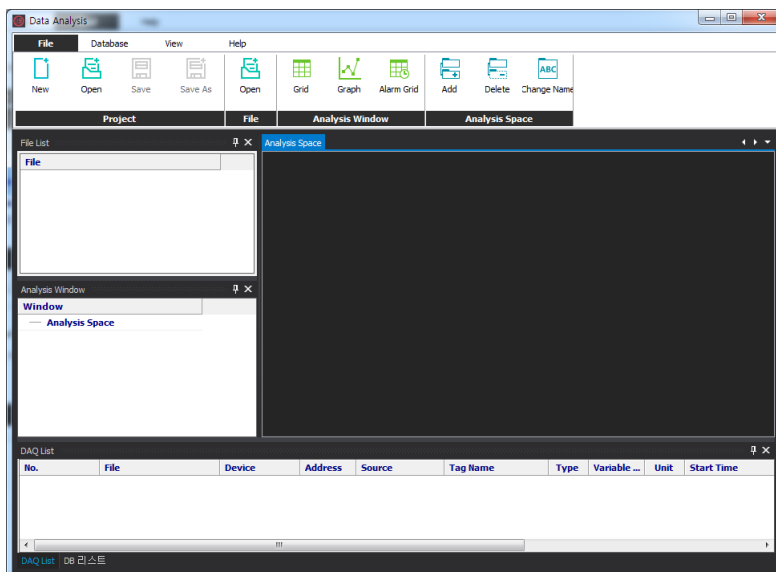 Data Analysis
File Database View Help
New Open Save Save As Open Grid Graph Alarm Grid Add Delete Change Name
ABC
Project File Analysis Window Analysis Space
File List
Analysis Space
File
Analysis Window
Window
Analysis Space
DAQ List
No. File Device Address Source Tag Name Type Variable ... Unit Start Time
DAQ List DB 리스트